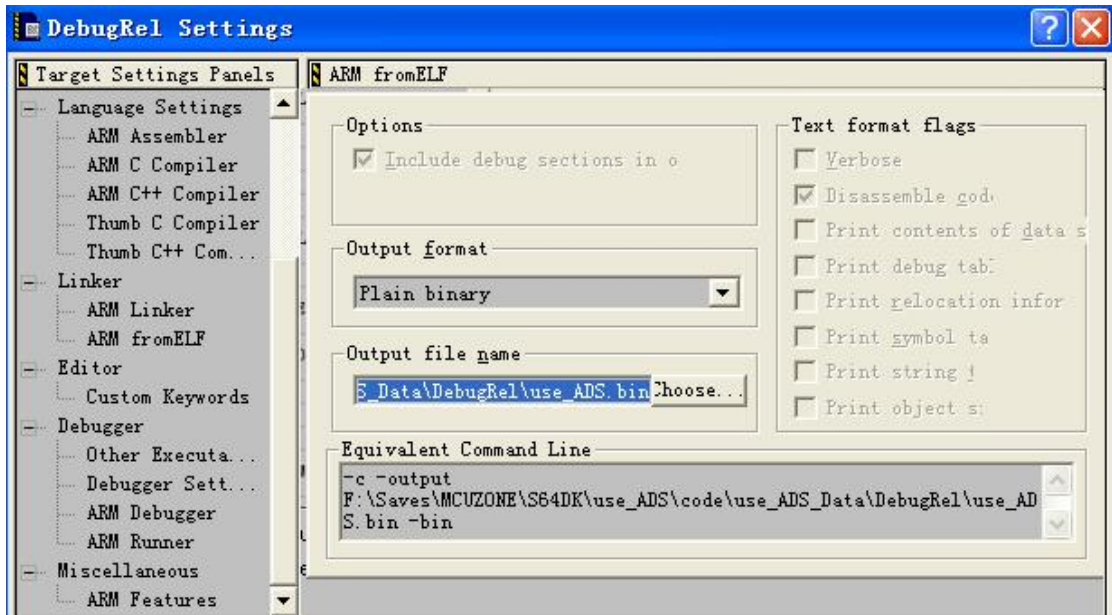 DebugRel Settings
Target Settings Panels
Language Settings
ARM Assembler
ARM C Compiler
ARM C++ Compiler
Thumb C Compiler
Thumb C++ Com...
Linker
ARM Linker
ARM fromELF
Editor
Custom Keywords
Debugger
Other Executa...
Debugger Sett...
ARM Debugger
ARM Runner
Miscellaneous
ARM Features
ARM fromELF
Options
Include debug sections in o
Output format
Plain binary
Output file name
S_Data\DebugRel\use_ADS.bin
Choose...
Text format flags
Verbose
Disassemble code
Print contents of data s
Print debug tab
Print relocation infor
Print symbol ta
Print string t
Print object s
Equivalent Command Line
-c -output
F:\Saves\MCUZONE\S64DK\use_ADS\code\use_ADS_Data\DebugRel\use_AD
S.bin -bin